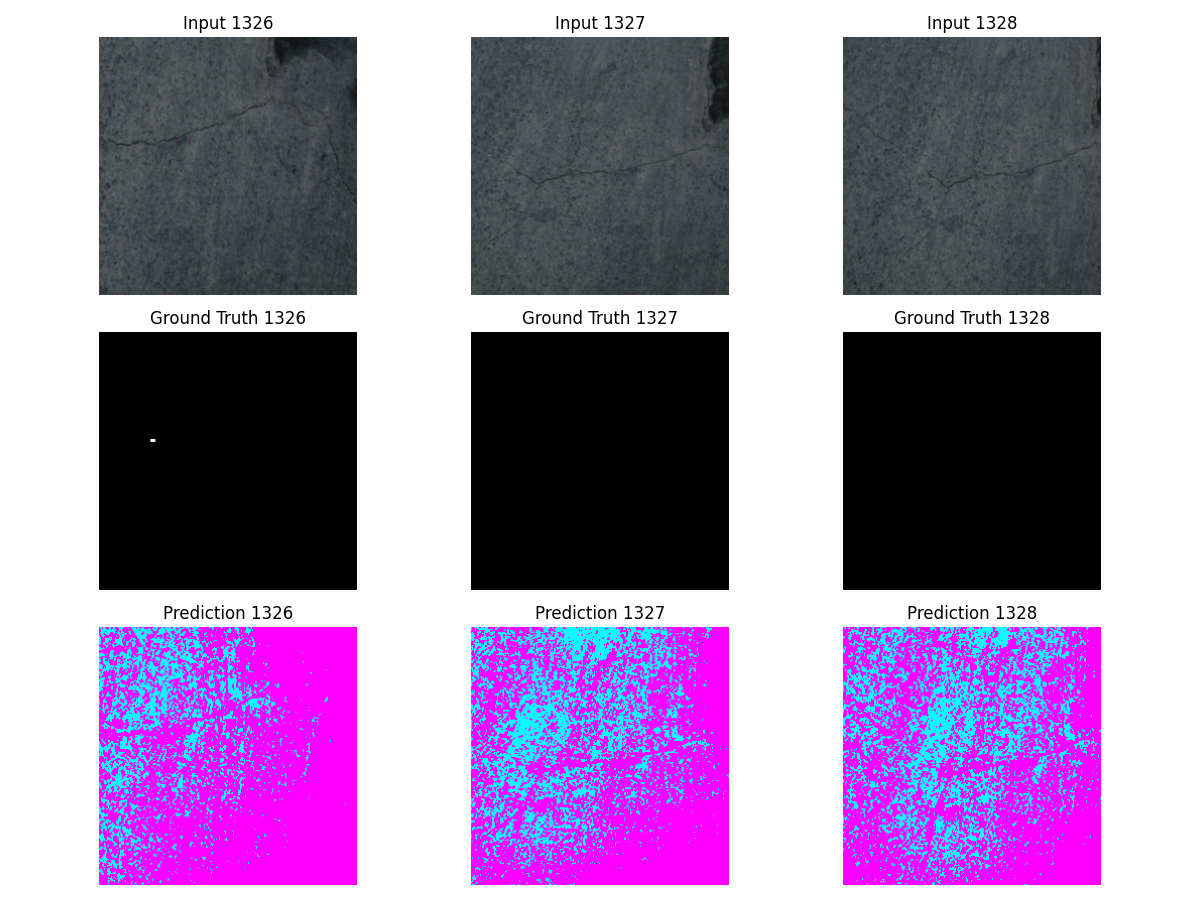 Input 1326
Input 1327
Input 1328
Ground Truth 1326
Ground Truth 1327
Ground Truth 1328
Prediction 1326
Prediction 1327
Prediction 1328